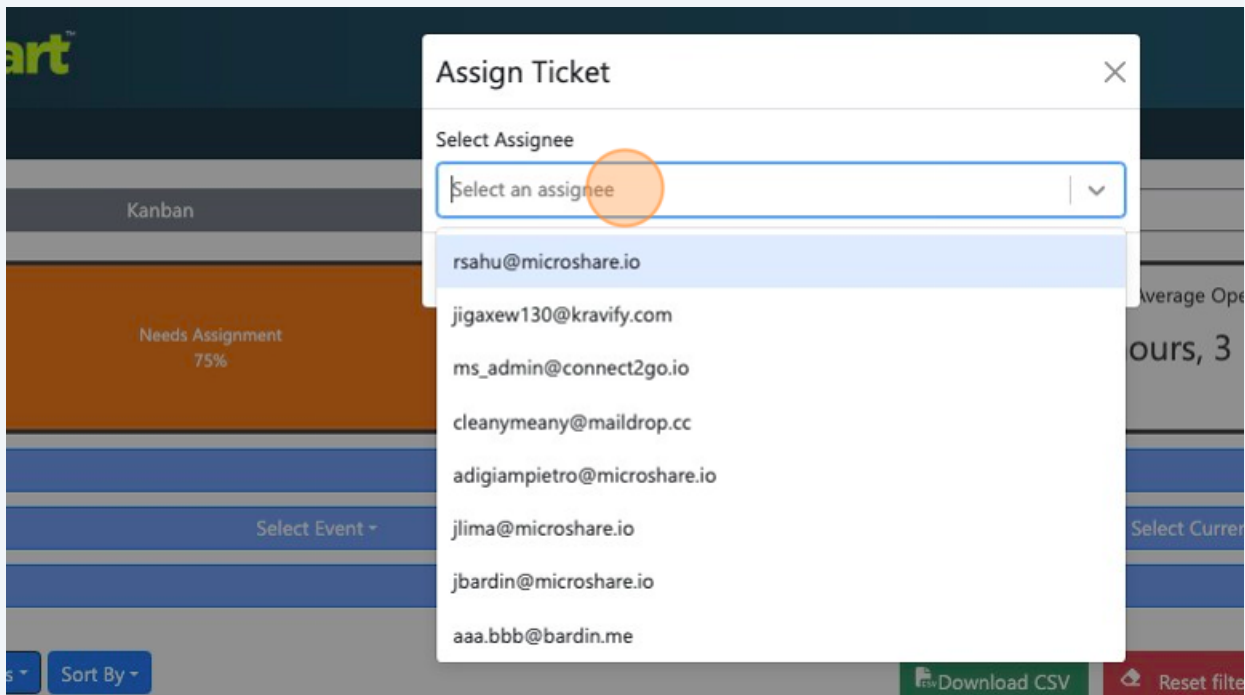 art™
Assign Ticket
Select Assignee
Select an assignee
Kanban
rsahu@microshare.io
jigaxew130@kravify.com
ms_admin@connect2go.io
cleanymeany@maildrop.cc
adigiampietro@microshare.io
jlima@microshare.io
jbardin@microshare.io
aaa.bbb@bardin.me
Needs Assignment
75%
Average Ope
ours, 3
Select Event
Select Curren
s
Sort By
CSV Download CSV
Reset filte